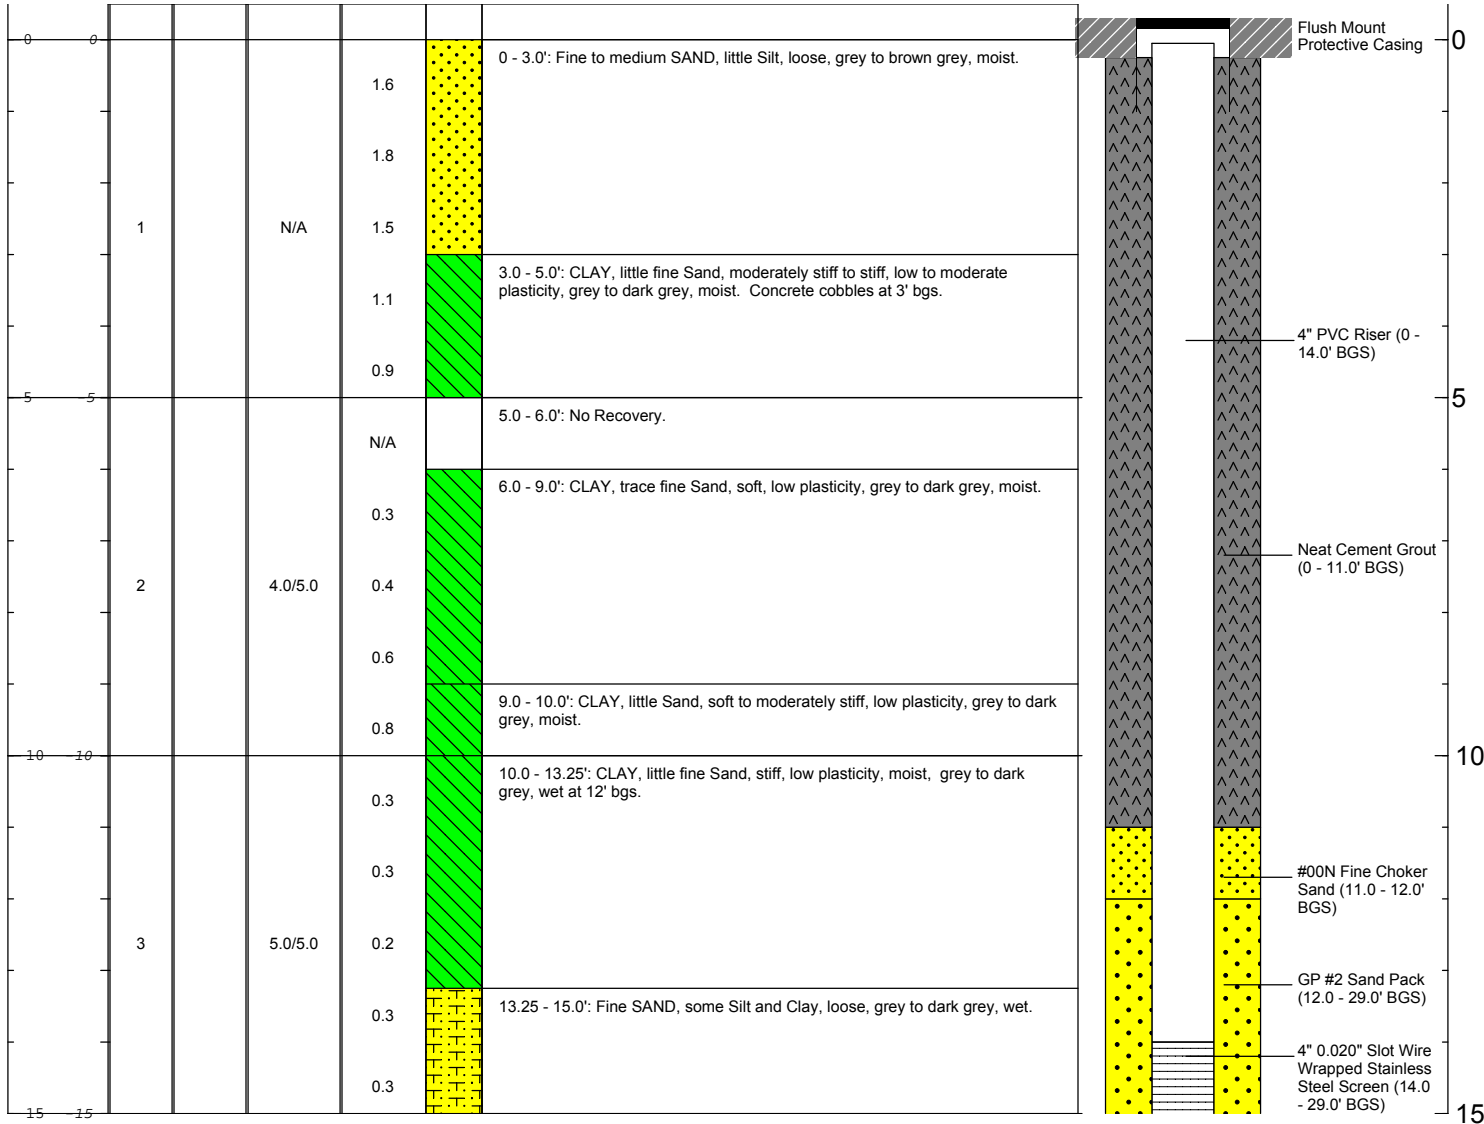 0 0
1.6
1.8
1 N/A 1.5
1.1
0.9
5 -5
N/A
0.3
2 4.0/5.0 0.4
0.6
0.8
10 -10
0.3
0.3
3 5.0/5.0 0.2
0.3
0.3
15 -15
0 - 3.0': Fine to medium SAND, little Silt, loose, grey to brown grey, moist.
3.0 - 5.0': CLAY, little fine Sand, moderately stiff to stiff, low to moderate
plasticity, grey to dark grey, moist.  Concrete cobbles at 3' bgs.
5.0 - 6.0': No Recovery.
6.0 - 9.0': CLAY, trace fine Sand, soft, low plasticity, grey to dark grey, moist.
9.0 - 10.0': CLAY, little Sand, soft to moderately stiff, low plasticity, grey to dark
grey, moist.
10.0 - 13.25': CLAY, little fine Sand, stiff, low plasticity, moist,  grey to dark
grey, wet at 12' bgs.
13.25 - 15.0': Fine SAND, some Silt and Clay, loose, grey to dark grey, wet.
Flush Mount
Protective Casing
4" PVC Riser (0 -
14.0' BGS)
Neat Cement Grout
(0 - 11.0' BGS)
#00N Fine Choker
Sand (11.0 - 12.0'
BGS)
GP #2 Sand Pack
(12.0 - 29.0' BGS)
4" 0.020" Slot Wire
Wrapped Stainless
Steel Screen (14.0
- 29.0' BGS)
0
5
10
15